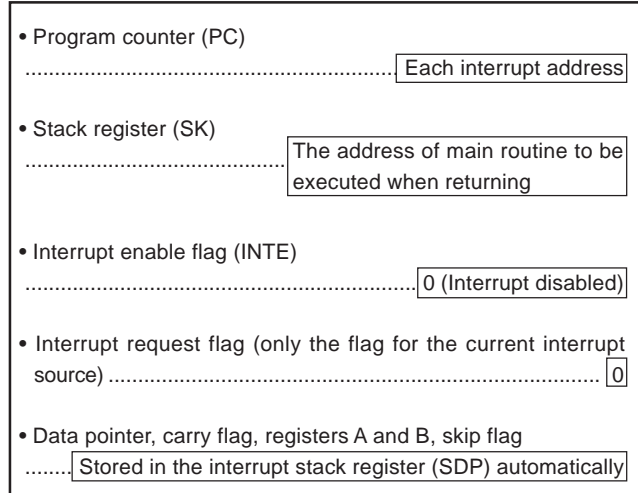 • Program counter (PC)
............................................................... Each interrupt address
• Stack register (SK)
............................................ The address of main routine to be
executed when returning
• Interrupt enable flag (INTE)
.................................................................. 0 (Interrupt disabled)
• Interrupt request flag (only the flag for the current interrupt
source) ................................................................................... 0
• Data pointer, carry flag, registers A and B, skip flag
........ Stored in the interrupt stack register (SDP) automatically